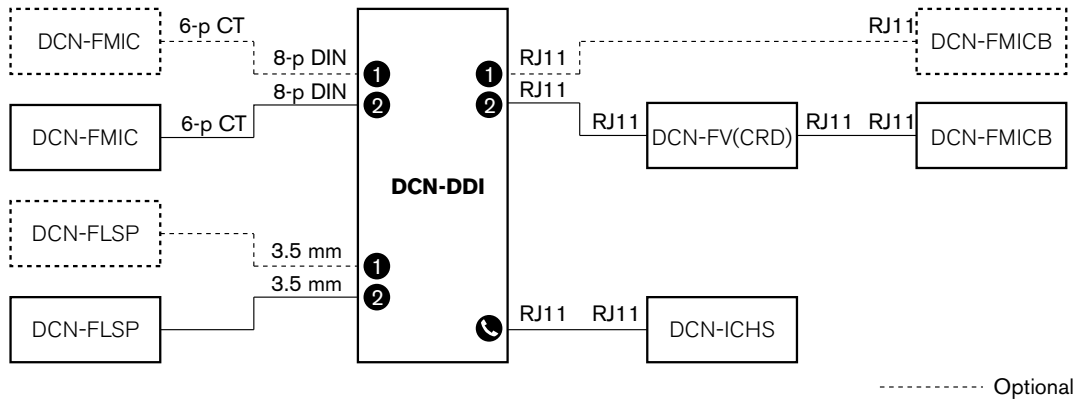 DCN-FMIC
6-p CT
8-p DIN
1
8-p DIN
2
DCN-FMIC
6-p CT
DCN-FLSP
3.5 mm
1
3.5 mm
2
DCN-FLSP
DCN-DDI
1
RJ11
RJ11
DCN-FMICB
2
RJ11
RJ11
DCN-FV(CRD)
RJ11
RJ11
DCN-FMICB
RJ11
RJ11
DCN-ICHS
Optional